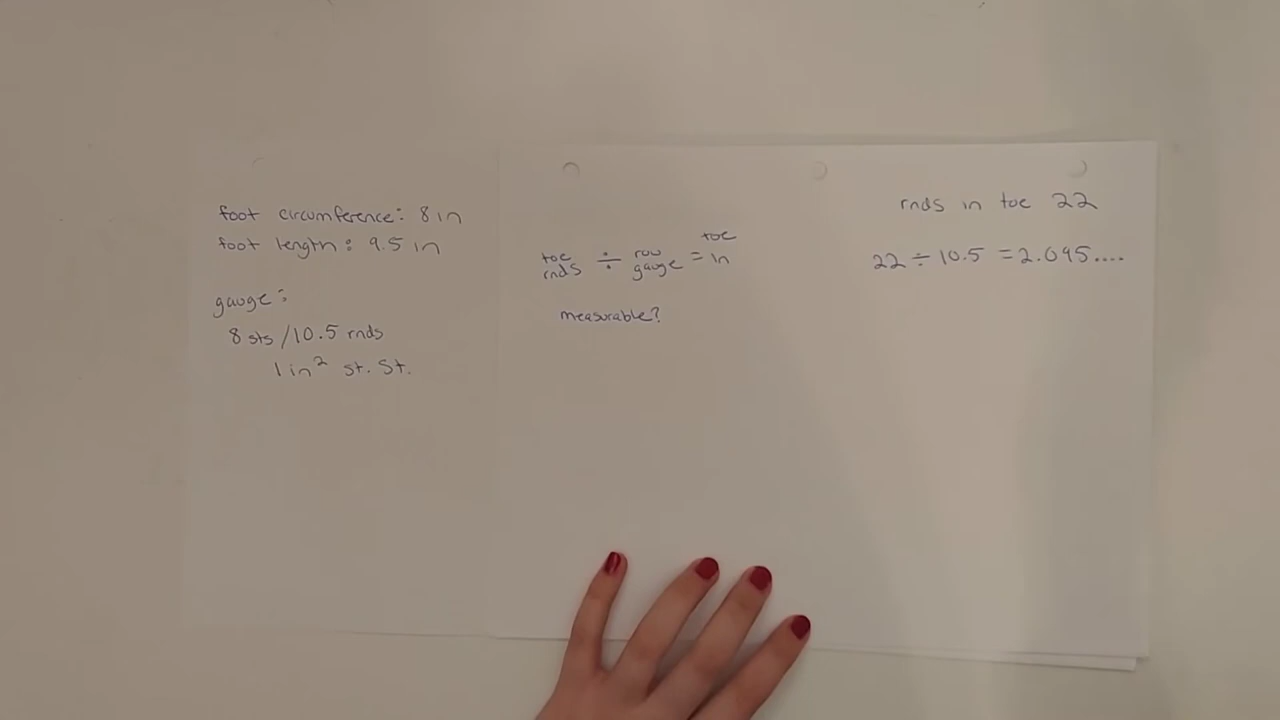 foot circumference: 8 in
foot length: 9.5 in
gauge:
8 sts/10.5 rnds
1 in² st. st.
toe rnds ÷ row gauge = toe in
measurable?
rnds in toe 22
22 ÷ 10.5 = 2.095....